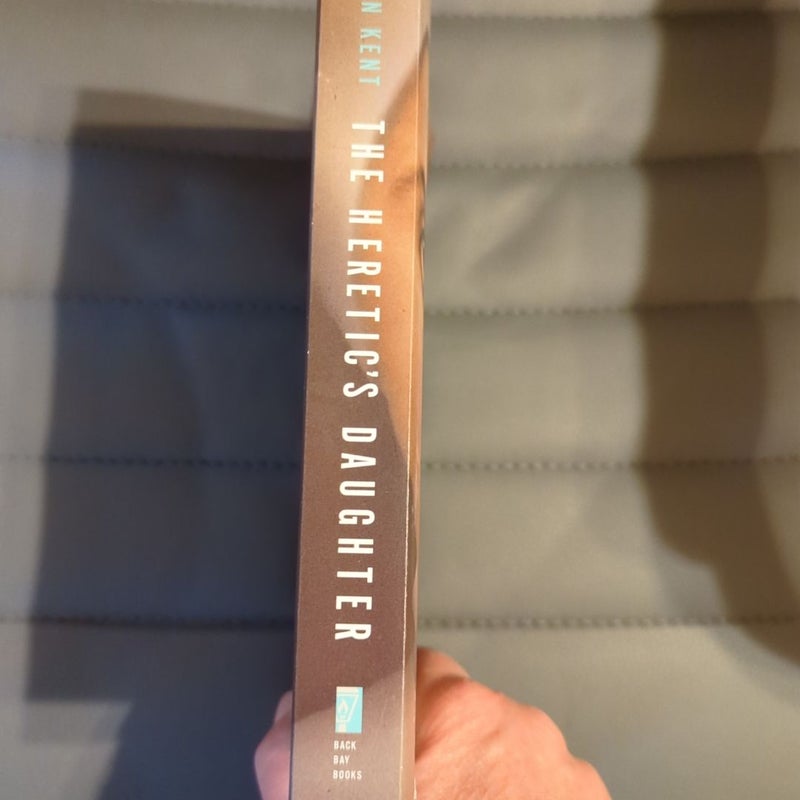 N KENT
THE HERETIC'S DAUGHTER
BACK
BAY
BOOKS